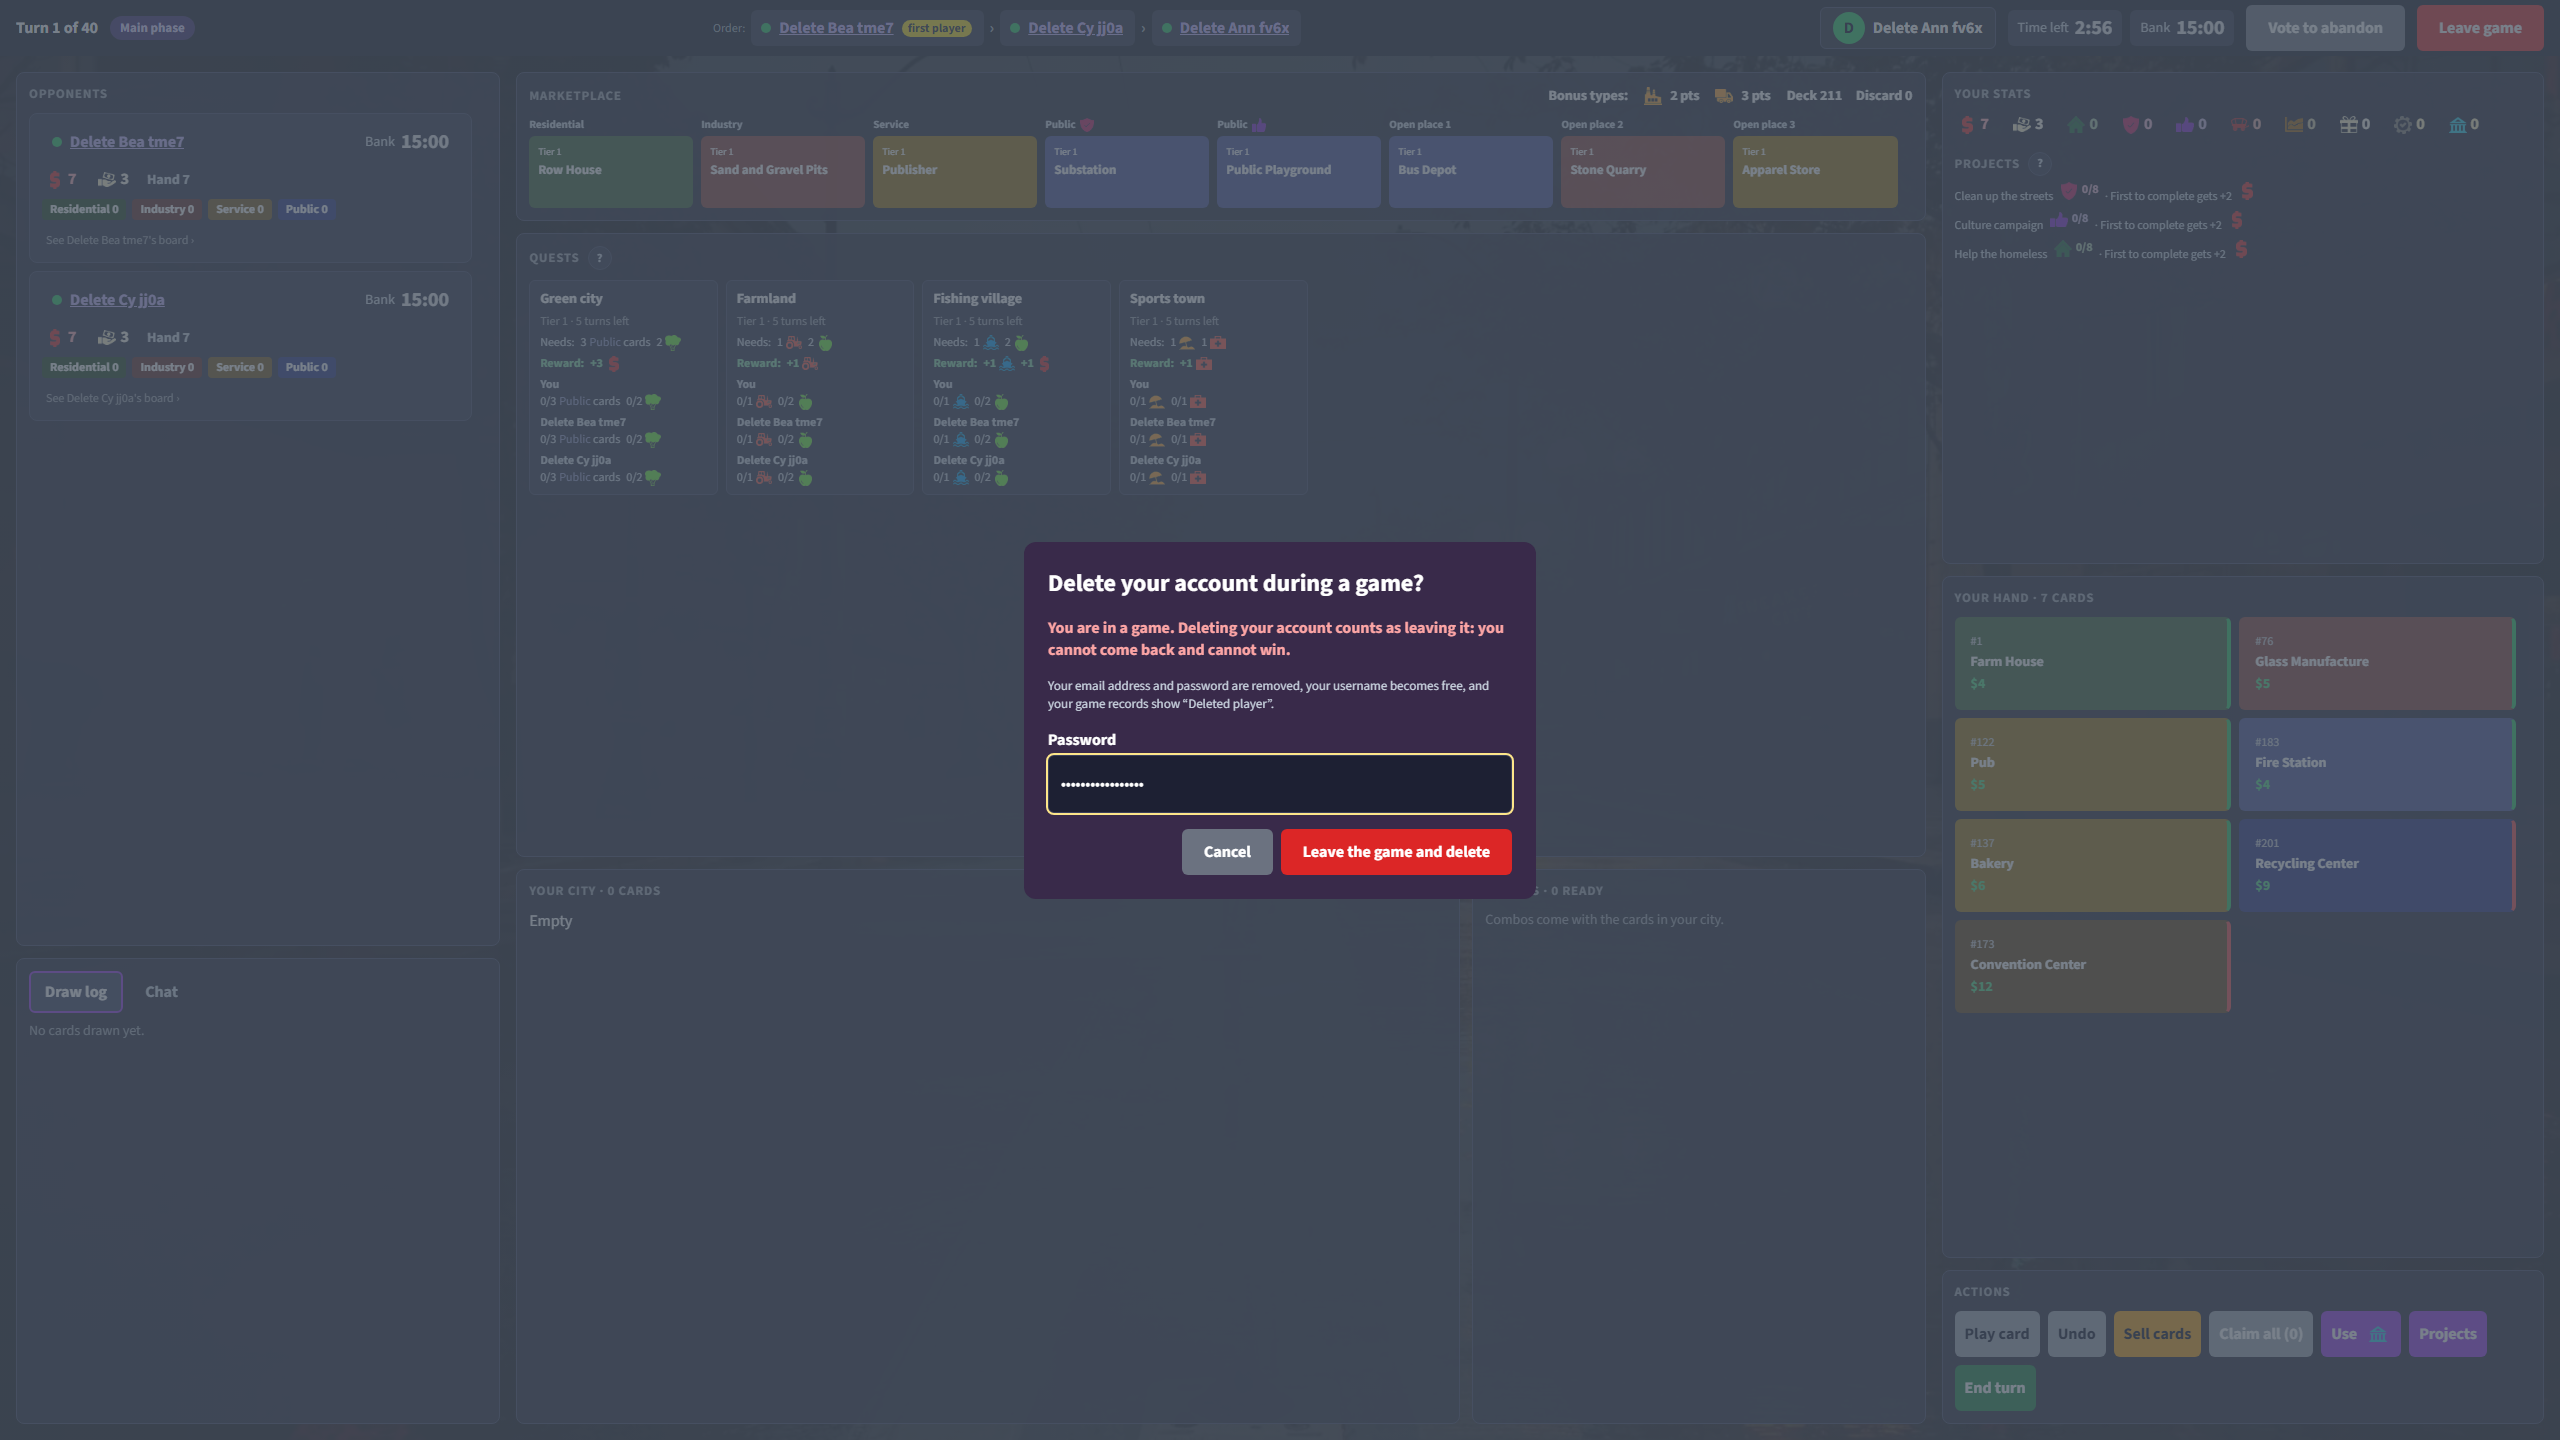 Turn 1 of 40 Main phase
Order: Delete Bea tme7 first player › Delete Cy jj0a › Delete Ann fv6x
D Delete Ann fv6x Time left 2:56 Bank 15:00 Vote to abandon Leave game
OPPONENTS
Delete Bea tme7 Bank 15:00
7 3 Hand 7
Residential 0 Industry 0 Service 0 Public 0
See Delete Bea tme7's board ›
Delete Cy jj0a Bank 15:00
7 3 Hand 7
Residential 0 Industry 0 Service 0 Public 0
See Delete Cy jj0a's board ›
Draw log Chat
No cards drawn yet.
MARKETPLACE Bonus types: 2 pts 3 pts Deck 211 Discard 0
Residential Industry Service Public Public Open place 1 Open place 2 Open place 3
Tier 1 Tier 1 Tier 1 Tier 1 Tier 1 Tier 1 Tier 1 Tier 1
Row House Sand and Gravel Pits Publisher Substation Public Playground Bus Depot Stone Quarry Apparel Store
QUESTS ?
Green city
Tier 1 · 5 turns left
Needs: 3 Public cards 2
Reward: +3 $
You
0/3 Public cards 0/2
Delete Bea tme7
0/3 Public cards 0/2
Delete Cy jj0a
0/3 Public cards 0/2
Farmland
Tier 1 · 5 turns left
Needs: 1 2
Reward: +1
You
0/1 0/2
Delete Bea tme7
0/1 0/2
Delete Cy jj0a
0/1 0/2
Fishing village
Tier 1 · 5 turns left
Needs: 1 2
Reward: +1 +1 $
You
0/1 0/2
Delete Bea tme7
0/1 0/2
Delete Cy jj0a
0/1 0/2
Sports town
Tier 1 · 5 turns left
Needs: 1 1
Reward: +1
You
0/1 0/1
Delete Bea tme7
0/1 0/1
Delete Cy jj0a
0/1 0/1
Delete your account during a game?
You are in a game. Deleting your account counts as leaving it: you
cannot come back and cannot win.
Your email address and password are removed, your username becomes free, and
your game records show “Deleted player”.
Password
•••••••••••••••••
Cancel Leave the game and delete
YOUR CITY · 0 CARDS
Empty
· 0 READY
Combos come with the cards in your city.
YOUR STATS
$ 7 3 0 0 0 0 0 0 0 0
PROJECTS ?
Clean up the streets 0/8 · First to complete gets +2 $
Culture campaign 0/8 · First to complete gets +2 $
Help the homeless 0/8 · First to complete gets +2 $
YOUR HAND · 7 CARDS
#1
Farm House
$4
#76
Glass Manufacture
$5
#122
Pub
$5
#183
Fire Station
$4
#137
Bakery
$6
#201
Recycling Center
$9
#173
Convention Center
$12
ACTIONS
Play card Undo Sell cards Claim all (0) Use Projects
End turn